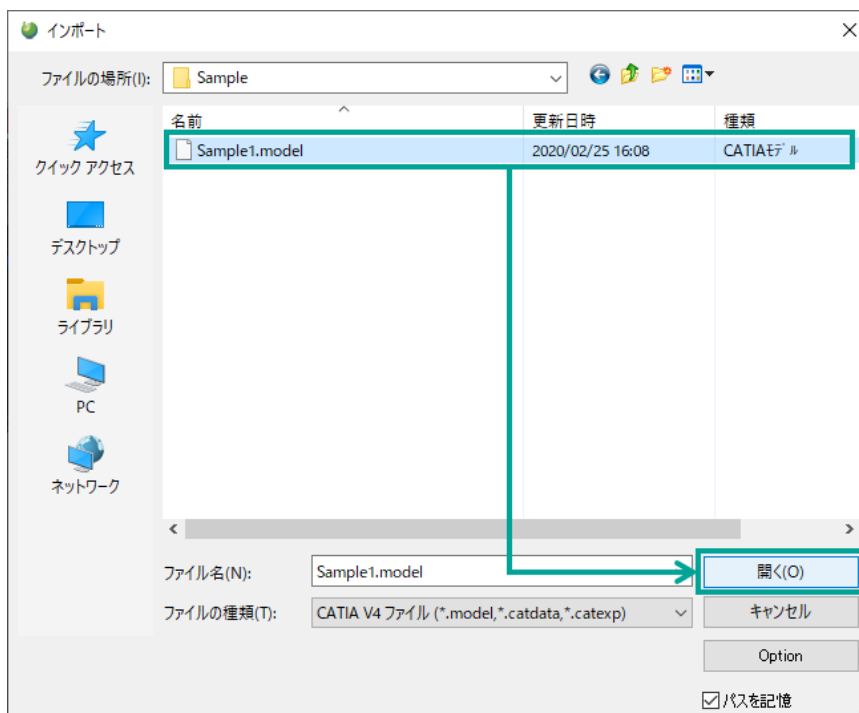 インポート
ファイルの場所(I): Sample
名前 更新日時 種類
Sample1.model 2020/02/25 16:08 CATIAﾓﾃﾞﾙ
クイック アクセス
デスクトップ
ライブラリ
PC
ネットワーク
ファイル名(N): Sample1.model 開く(O)
ファイルの種類(T): CATIA V4 ファイル (*.model,*.catdata,*.catexp) キャンセル
Option
パスを記憶